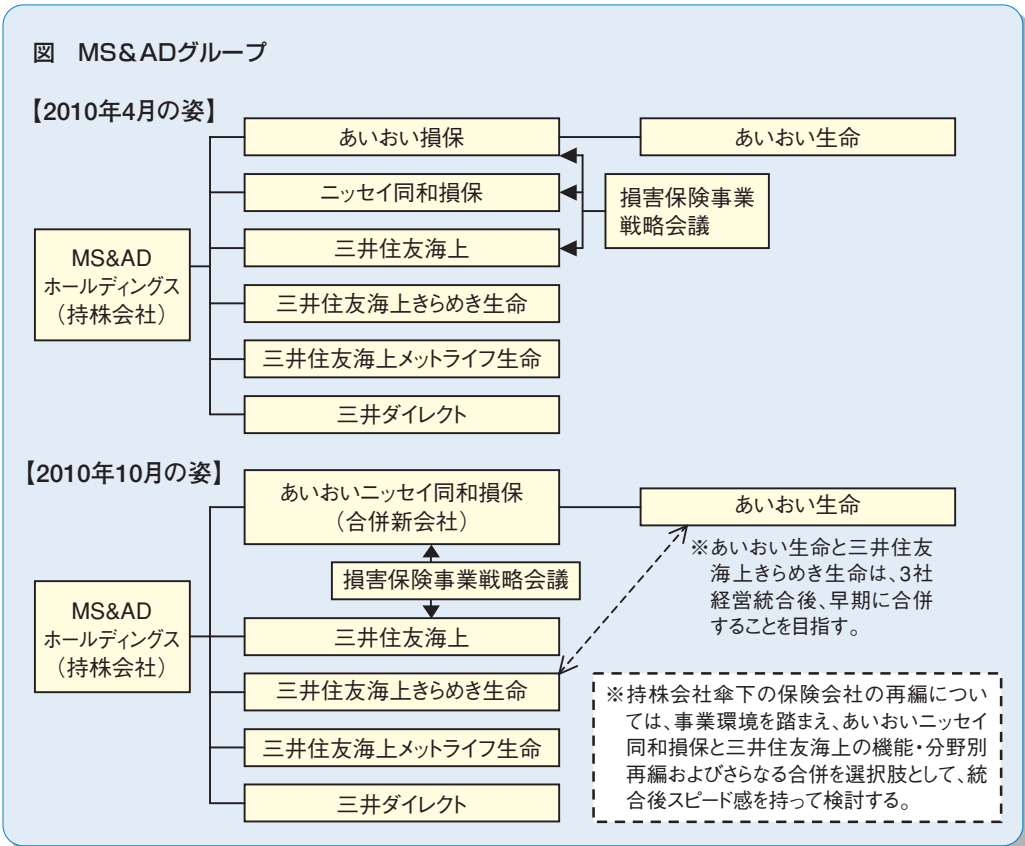 図　MS&ADグループ
【2010年4月の姿】
あいおい損保
あいおい生命
ニッセイ同和損保
損害保険事業
戦略会議
三井住友海上
MS&AD
ホールディングス
（持株会社）
三井住友海上きらめき生命
三井住友海上メットライフ生命
三井ダイレクト
【2010年10月の姿】
あいおいニッセイ同和損保
（合併新会社）
あいおい生命
※あいおい生命と三井住友
海上きらめき生命は、3社
経営統合後、早期に合併
することを目指す。
損害保険事業戦略会議
MS&AD
ホールディングス
（持株会社）
三井住友海上
三井住友海上きらめき生命
三井住友海上メットライフ生命
三井ダイレクト
※持株会社傘下の保険会社の再編につい
ては、事業環境を踏まえ、あいおいニッセイ
同和損保と三井住友海上の機能・分野別
再編およびさらなる合併を選択肢として、統
合後スピード感を持って検討する。